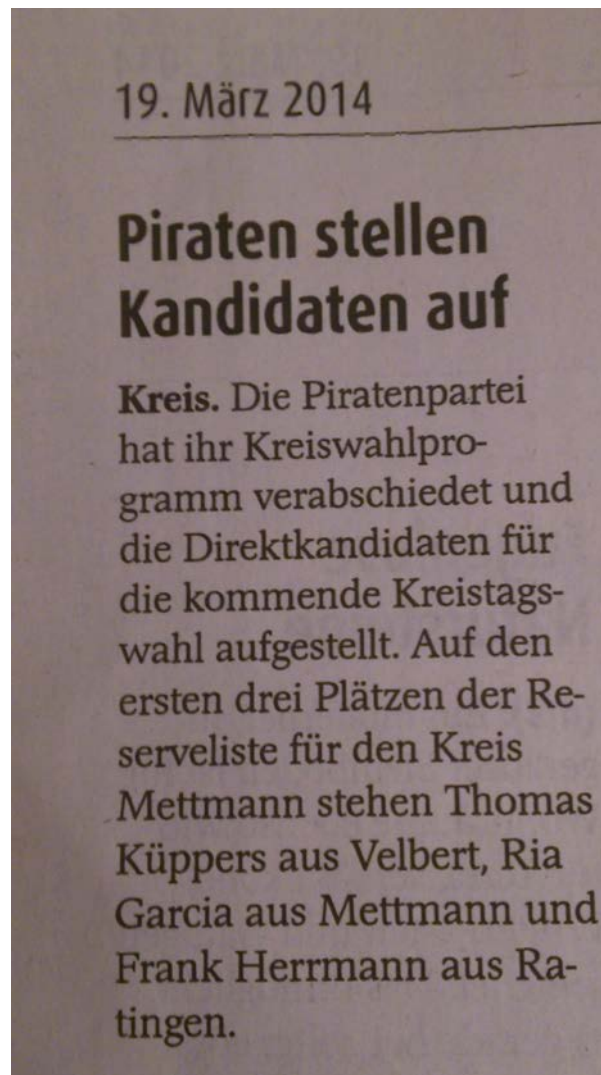 19. März 2014
Piraten stellen
Kandidaten auf
Kreis. Die Piratenpartei
hat ihr Kreiswahlpro-
gramm verabschiedet und
die Direktkandidaten für
die kommende Kreistags-
wahl aufgestellt. Auf den
ersten drei Plätzen der Re-
serveliste für den Kreis
Mettmann stehen Thomas
Küppers aus Velbert, Ria
Garcia aus Mettmann und
Frank Herrmann aus Ra-
tingen.